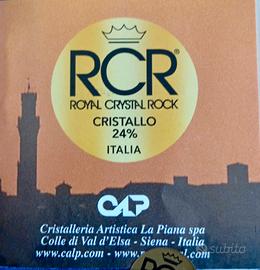 RCR®
ROYAL CRYSTAL ROCK
CRISTALLO
24%
ITALIA
CALP
Cristalleria Artistica La Piana spa
Colle di Val d'Elsa - Siena - Italia
www.calp.com - www.
RCR
subito